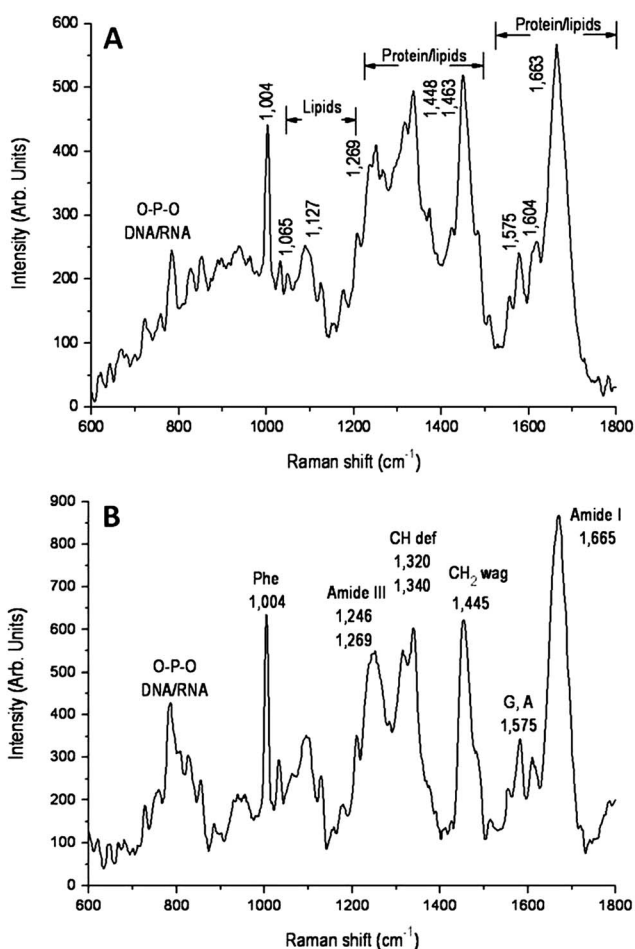 A
Protein/lipids
Protein/lipids
1,663
1,448
1,463
1,004
Lipids
1,269
O-P-O
DNA/RNA
1,065
1,127
1,575
1,604
600
500
400
300
200
100
0
Intensity (Arb. Units)
600 800 1000 1200 1400 1600 1800
Raman shift (cm⁻¹)
B
Amide I
1,665
CH def
1,320
1,340
CH₂ wag
1,445
Phe
1,004
Amide III
1,246
1,269
O-P-O
DNA/RNA
G, A
1,575
900
800
700
600
500
400
300
200
100
0
Intensity (Arb. Units)
600 800 1000 1200 1400 1600 1800
Raman shift (cm⁻¹)